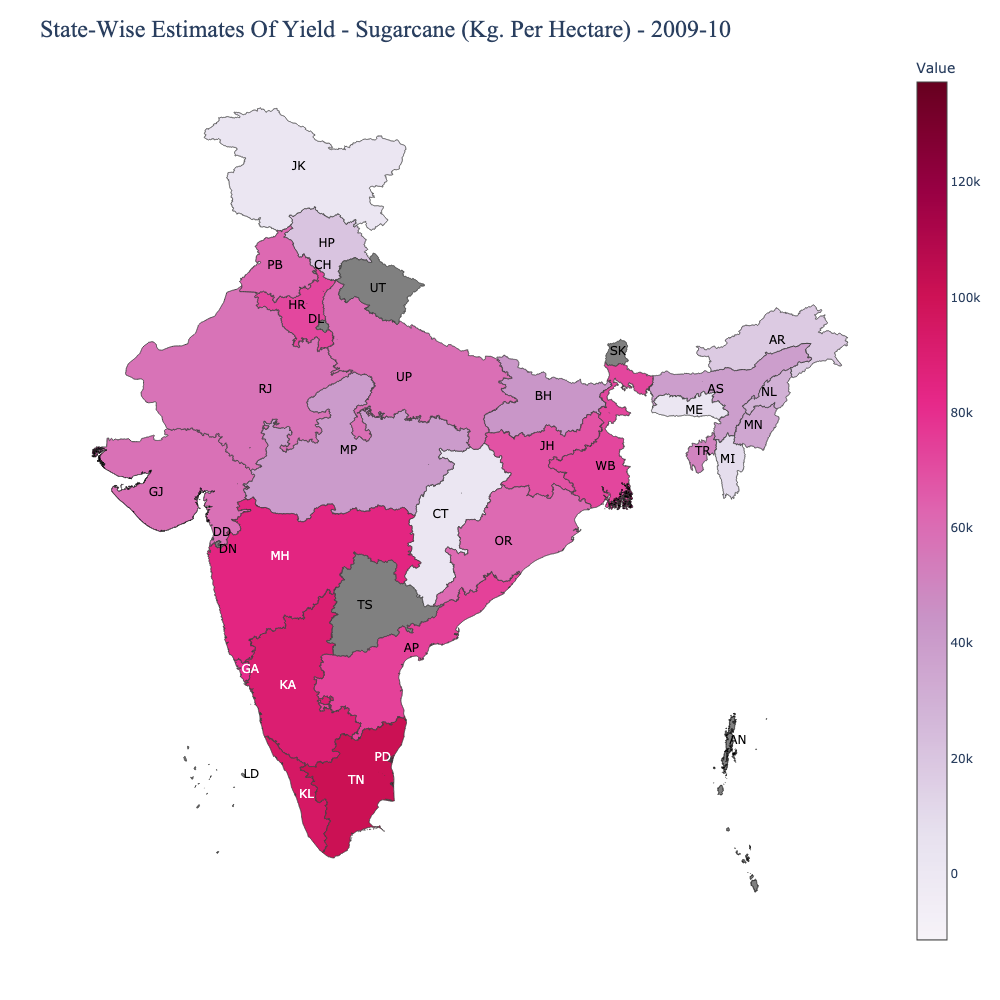 State-Wise Estimates Of Yield - Sugarcane (Kg. Per Hectare) - 2009-10
Value
120k
100k
80k
60k
40k
20k
0
JK
HP
PB
CH
UT
HR
DL
RJ
UP
BH
SK
AR
AS
NL
ME
MN
TR
MI
MP
JH
WB
GJ
CT
OR
DD
DN
MH
TS
AP
GA
KA
PD
LD
TN
KL
AN